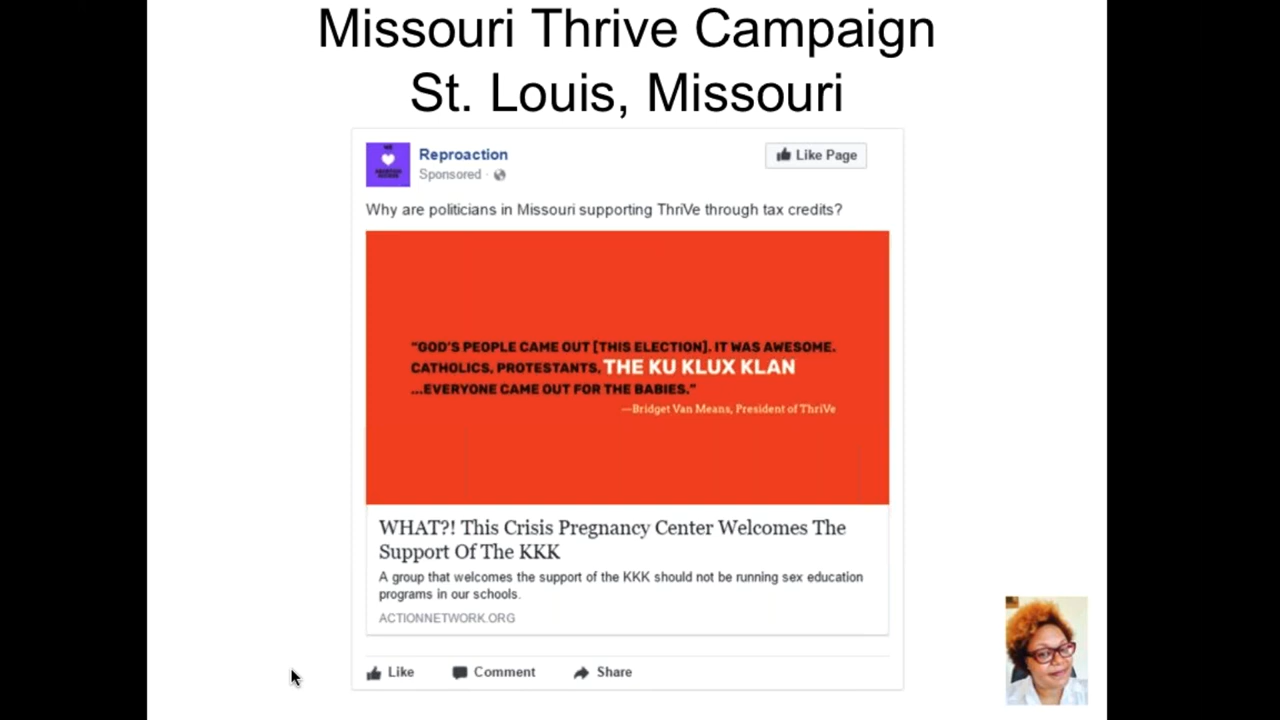 Missouri Thrive Campaign
St. Louis, Missouri
Reproaction
Sponsored ·
Like Page
Why are politicians in Missouri supporting ThriVe through tax credits?
"GOD'S PEOPLE CAME OUT [THIS ELECTION]. IT WAS AWESOME.
CATHOLICS, PROTESTANTS, THE KU KLUX KLAN
...EVERYONE CAME OUT FOR THE BABIES."
—Bridget Van Means, President of ThriVe
WHAT?! This Crisis Pregnancy Center Welcomes The
Support Of The KKK
A group that welcomes the support of the KKK should not be running sex education
programs in our schools.
ACTIONNETWORK.ORG
Like Comment Share